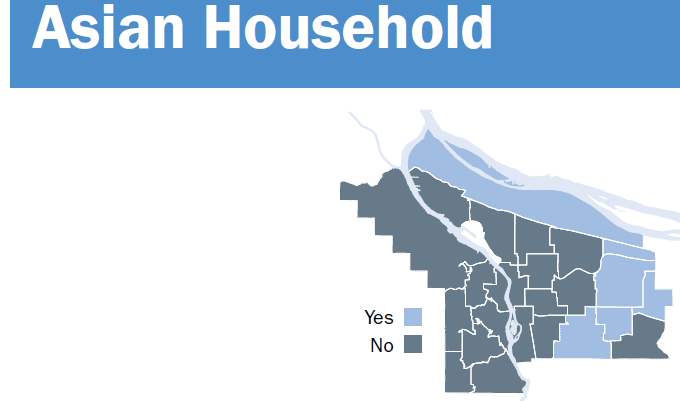 Asian Household
Yes
No